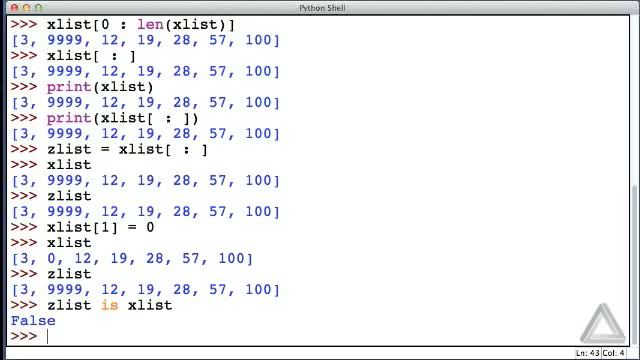 Python Shell
>>> xlist[0 : len(xlist)]
[3, 9999, 12, 19, 28, 57, 100]
>>> xlist[ : ]
[3, 9999, 12, 19, 28, 57, 100]
>>> print(xlist)
[3, 9999, 12, 19, 28, 57, 100]
>>> print(xlist[ : ])
[3, 9999, 12, 19, 28, 57, 100]
>>> zlist = xlist[ : ]
>>> xlist
[3, 9999, 12, 19, 28, 57, 100]
>>> zlist
[3, 9999, 12, 19, 28, 57, 100]
>>> xlist[1] = 0
>>> xlist
[3, 0, 12, 19, 28, 57, 100]
>>> zlist
[3, 9999, 12, 19, 28, 57, 100]
>>> zlist is xlist
False
>>>
Ln: 43 Col: 4